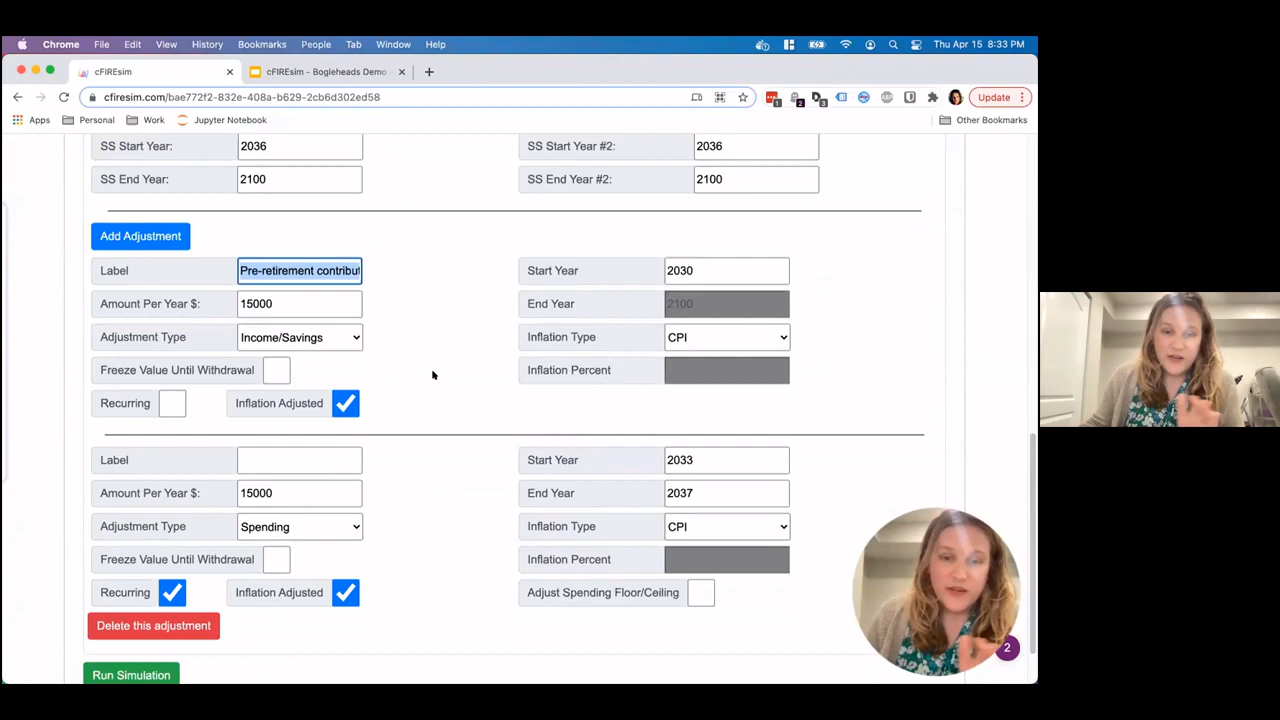 Chrome File Edit View History Bookmarks People Tab Window Help Thu Apr 15 8:33 PM
cFIREsim cFIREsim - Bogleheads Demo
cfiresim.com/bae772f2-832e-408a-b629-2cb6d302ed58 Update
Apps Personal Work Jupyter Notebook Other Bookmarks
SS Start Year: 2036 SS Start Year #2: 2036
SS End Year: 2100 SS End Year #2: 2100
Add Adjustment
Label Pre-retirement contribut Start Year 2030
Amount Per Year $: 15000 End Year 2100
Adjustment Type Income/Savings Inflation Type CPI
Freeze Value Until Withdrawal Inflation Percent
Recurring Inflation Adjusted
Label Start Year 2033
Amount Per Year $: 15000 End Year 2037
Adjustment Type Spending Inflation Type CPI
Freeze Value Until Withdrawal Inflation Percent
Recurring Inflation Adjusted Adjust Spending Floor/Ceiling
Delete this adjustment
2
Run Simulation